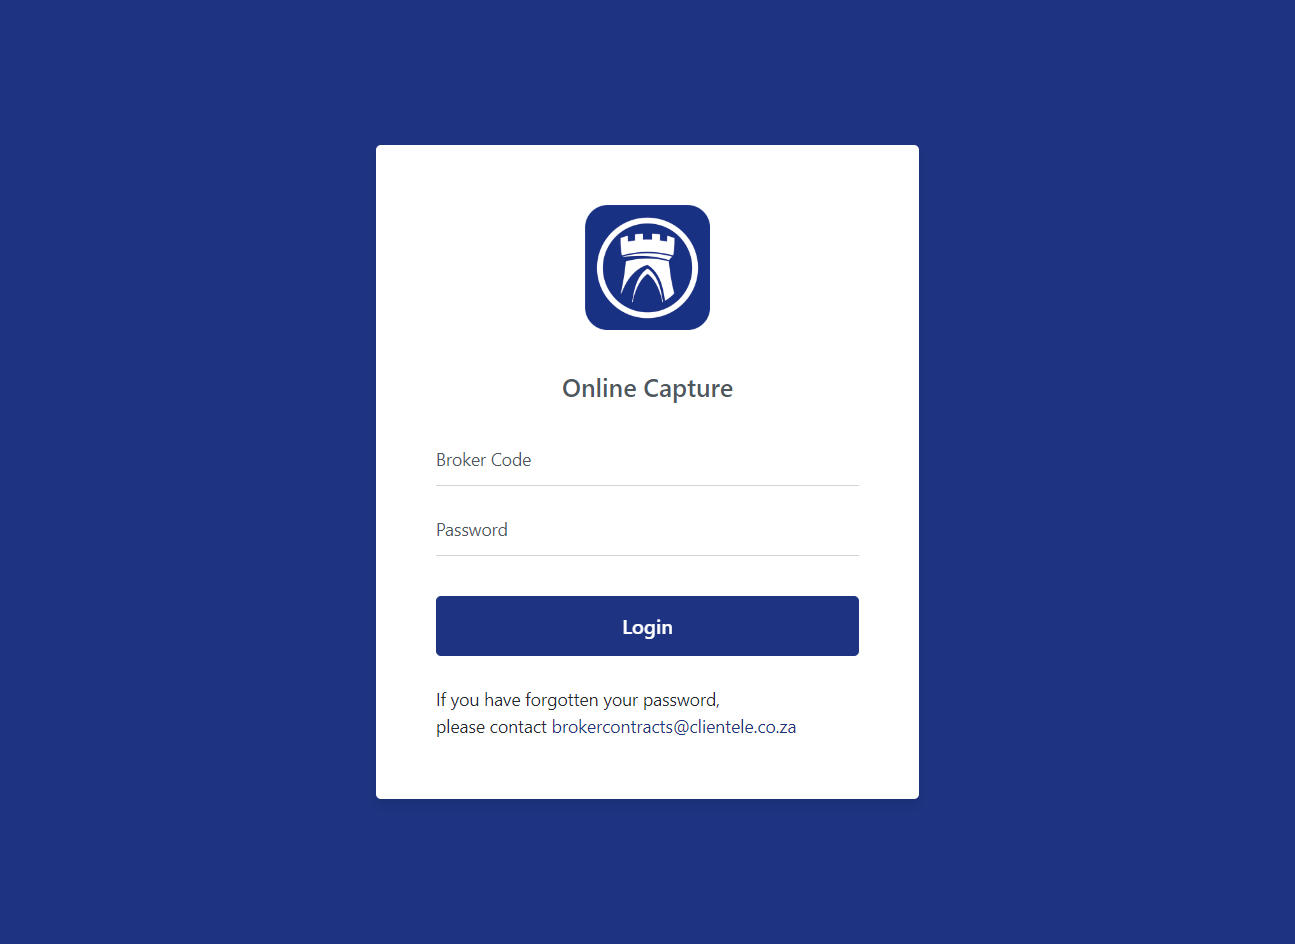 Online Capture
Broker Code
Password
Login
If you have forgotten your password,
please contact brokercontracts@clientele.co.za